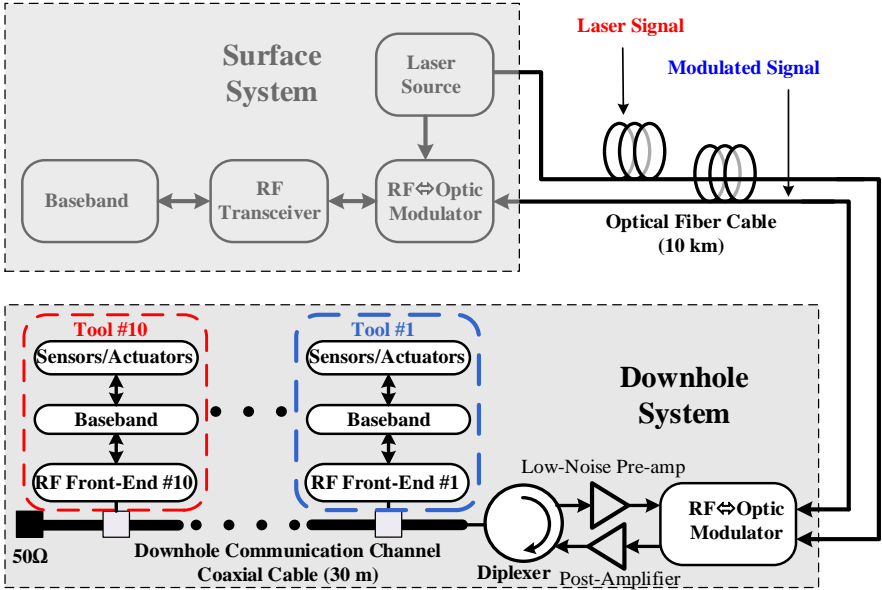 Surface
System
Laser
Source
Baseband
RF
Transceiver
RF⇔Optic
Modulator
Laser Signal
Modulated Signal
Optical Fiber Cable
(10 km)
Tool #10
Sensors/Actuators
Baseband
RF Front-End #10
Tool #1
Sensors/Actuators
Baseband
RF Front-End #1
Downhole
System
Low-Noise Pre-amp
RF⇔Optic
Modulator
50Ω
Downhole Communication Channel
Coaxial Cable (30 m)
Diplexer
Post-Amplifier